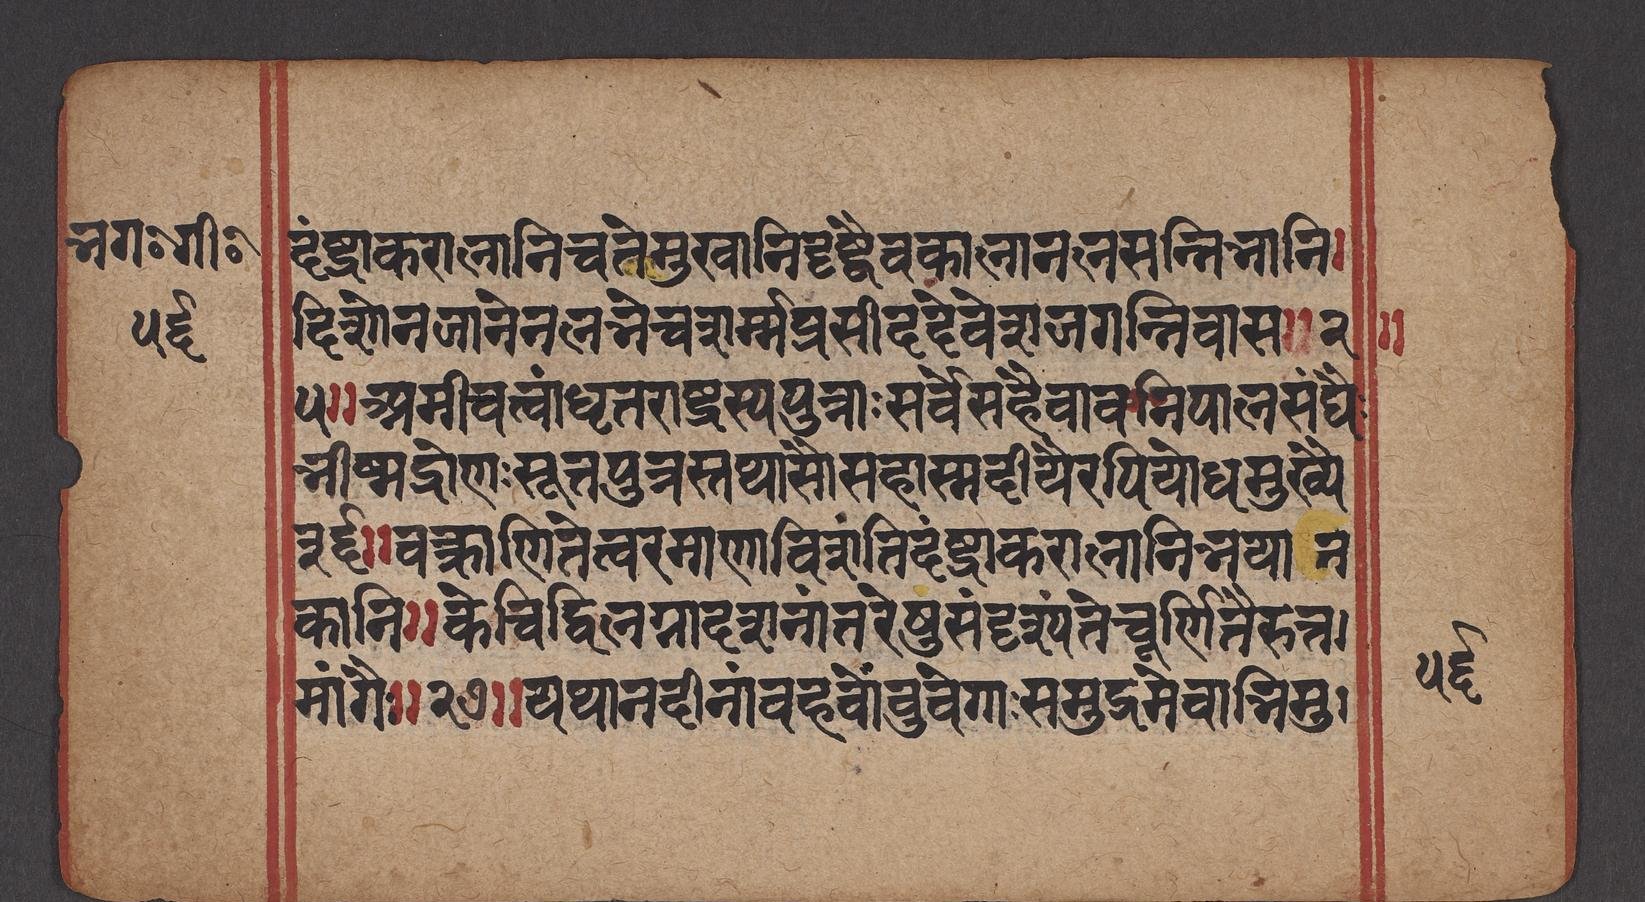 भग॰गी॰
५६
दंष्ट्राकरालानिचतेमुखानिदृष्ट्वैवकालानलसन्निभानि।
दिशोनजानेनलभेचशर्म्मप्रसीददेवेशजगन्निवास॥२॥
५॥अमीचत्वांधृतराष्ट्रस्यपुत्राःसर्वेसहैवावनिपालसंघैः
भीष्मद्रोणःसूतपुत्रस्तथासौसहास्मदीयैरपियोधमुख्यै
२६॥वक्राणितेत्वरमाणाविशंतिदंष्ट्राकरालानिभयान
कानि॥केचिद्विलग्नादशनांतरेषुसंदृश्यंतेचूर्णितैरुत्त।
मांगैः॥२७॥यथानदीनांवहवोंवुवेगाःसमुद्रमेवाभिमु।
५६